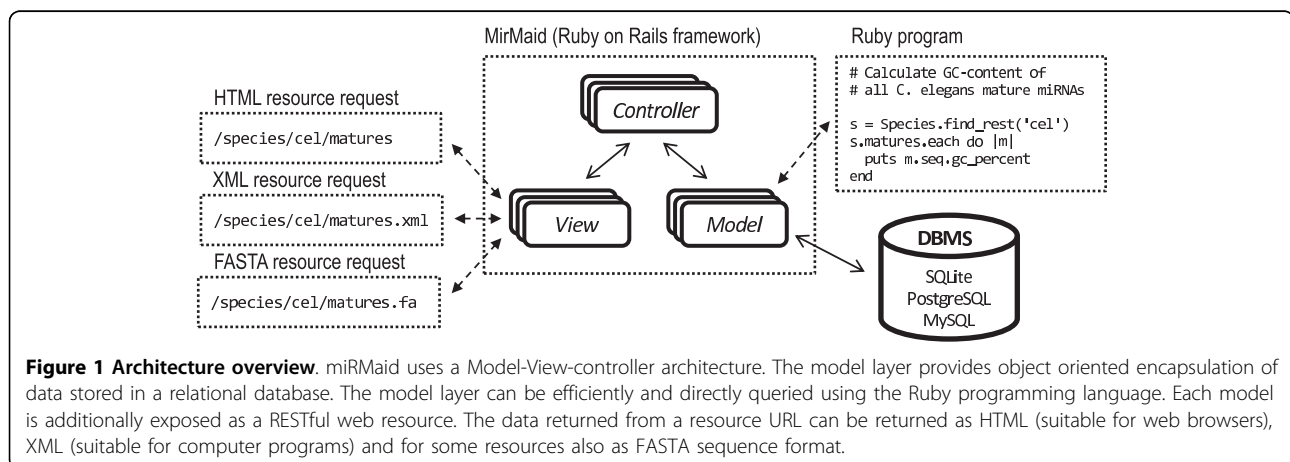 MirMaid (Ruby on Rails framework)
Ruby program
HTML resource request
/species/cel/matures
XML resource request
/species/cel/matures.xml
FASTA resource request
/species/cel/matures.fa
Controller
View
Model
# Calculate GC-content of
# all C. elegans mature miRNAs
s = Species.find_rest('cel')
s.matures.each do |m|
puts m.seq.gc_percent
end
DBMS
SQLite
PostgreSQL
MySQL
Figure 1 Architecture overview. miRMaid uses a Model-View-controller architecture. The model layer provides object oriented encapsulation of
data stored in a relational database. The model layer can be efficiently and directly queried using the Ruby programming language. Each model
is additionally exposed as a RESTful web resource. The data returned from a resource URL can be returned as HTML (suitable for web browsers),
XML (suitable for computer programs) and for some resources also as FASTA sequence format.